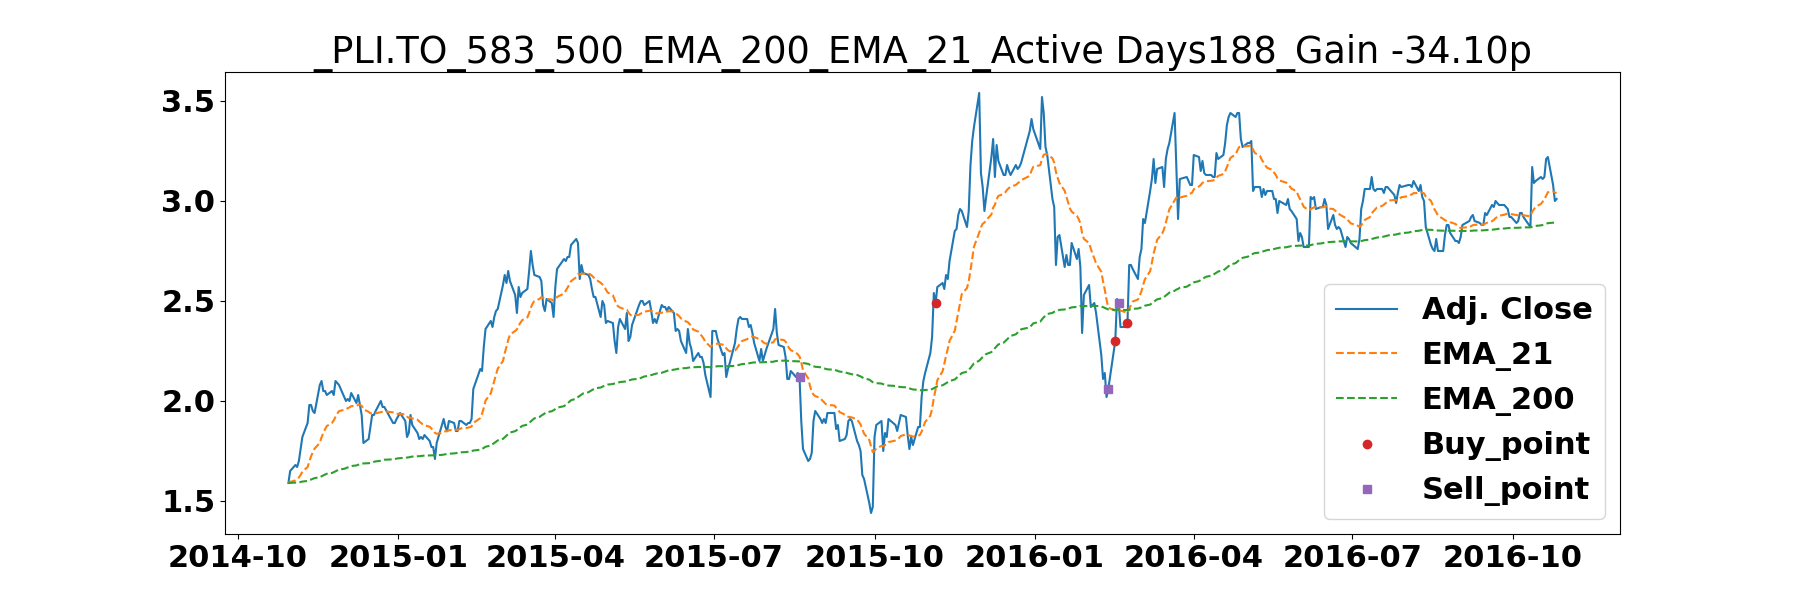 _PLI.TO_583_500_EMA_200_EMA_21_Active Days188_Gain -34.10p
3.5
3.0
2.5
2.0
1.5
2014-10 2015-01 2015-04 2015-07 2015-10 2016-01 2016-04 2016-07 2016-10
Adj. Close
EMA_21
EMA_200
Buy_point
Sell_point